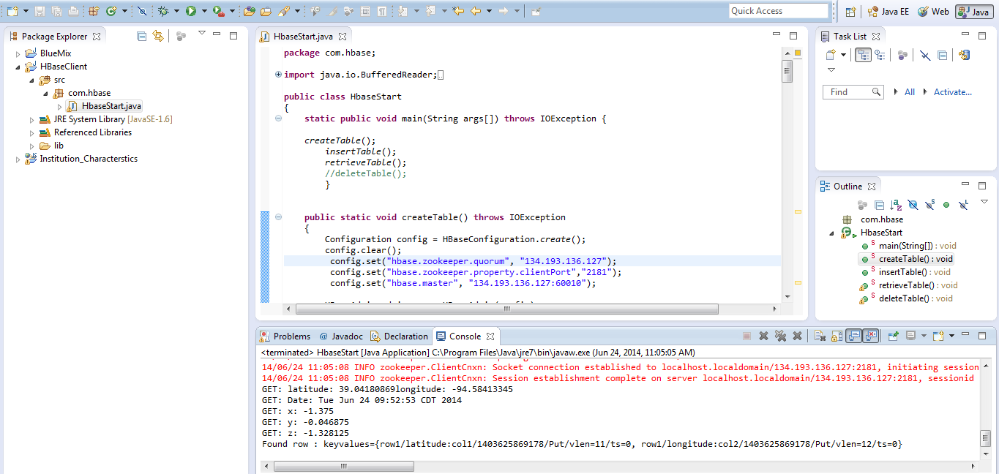 Quick Access
Java EE
Web
Java
Package Explorer
BlueMix
HBaseClient
src
com.hbase
HbaseStart.java
JRE System Library [JavaSE-1.6]
Referenced Libraries
lib
Institution_Characterstics
HbaseStart.java
package com.hbase;
import java.io.BufferedReader;
public class HbaseStart
{
static public void main(String args[]) throws IOException {
createTable();
insertTable();
retrieveTable();
//deleteTable();
}
public static void createTable() throws IOException
{
Configuration config = HBaseConfiguration.create();
config.clear();
config.set("hbase.zookeeper.quorum", "134.193.136.127");
config.set("hbase.zookeeper.property.clientPort","2181");
config.set("hbase.master", "134.193.136.127:60010");
Task List
Find
All
Activate...
Outline
com.hbase
HbaseStart
main(String[]) : void
createTable() : void
insertTable() : void
retrieveTable() : void
deleteTable() : void
Problems
@ Javadoc
Declaration
Console
<terminated> HbaseStart [Java Application] C:\Program Files\Java\jre7\bin\javaw.exe (Jun 24, 2014, 11:05:05 AM)
14/06/24 11:05:08 INFO zookeeper.ClientCnxn: Socket connection established to localhost.localdomain/134.193.136.127:2181, initiating session
14/06/24 11:05:08 INFO zookeeper.ClientCnxn: Session establishment complete on server localhost.localdomain/134.193.136.127:2181, sessionid
GET: latitude: 39.04180869longitude: -94.58413345
GET: Date: Tue Jun 24 09:52:53 CDT 2014
GET: x: -1.375
GET: y: -0.046875
GET: z: -1.328125
Found row : keyvalues={row1/latitude:col1/1403625869178/Put/vlen=11/ts=0, row1/longitude:col2/1403625869178/Put/vlen=12/ts=0}